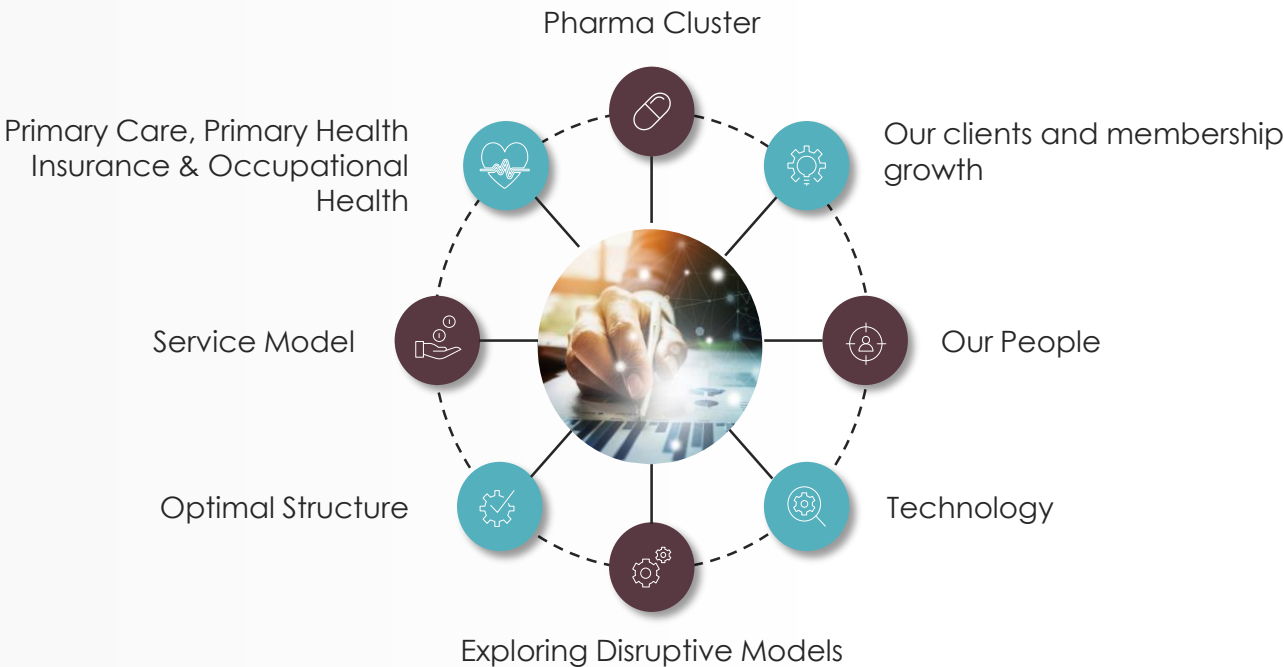 Pharma Cluster
Primary Care, Primary Health
Insurance & Occupational
Health
Our clients and membership
growth
Service Model
Our People
Optimal Structure
Technology
Exploring Disruptive Models